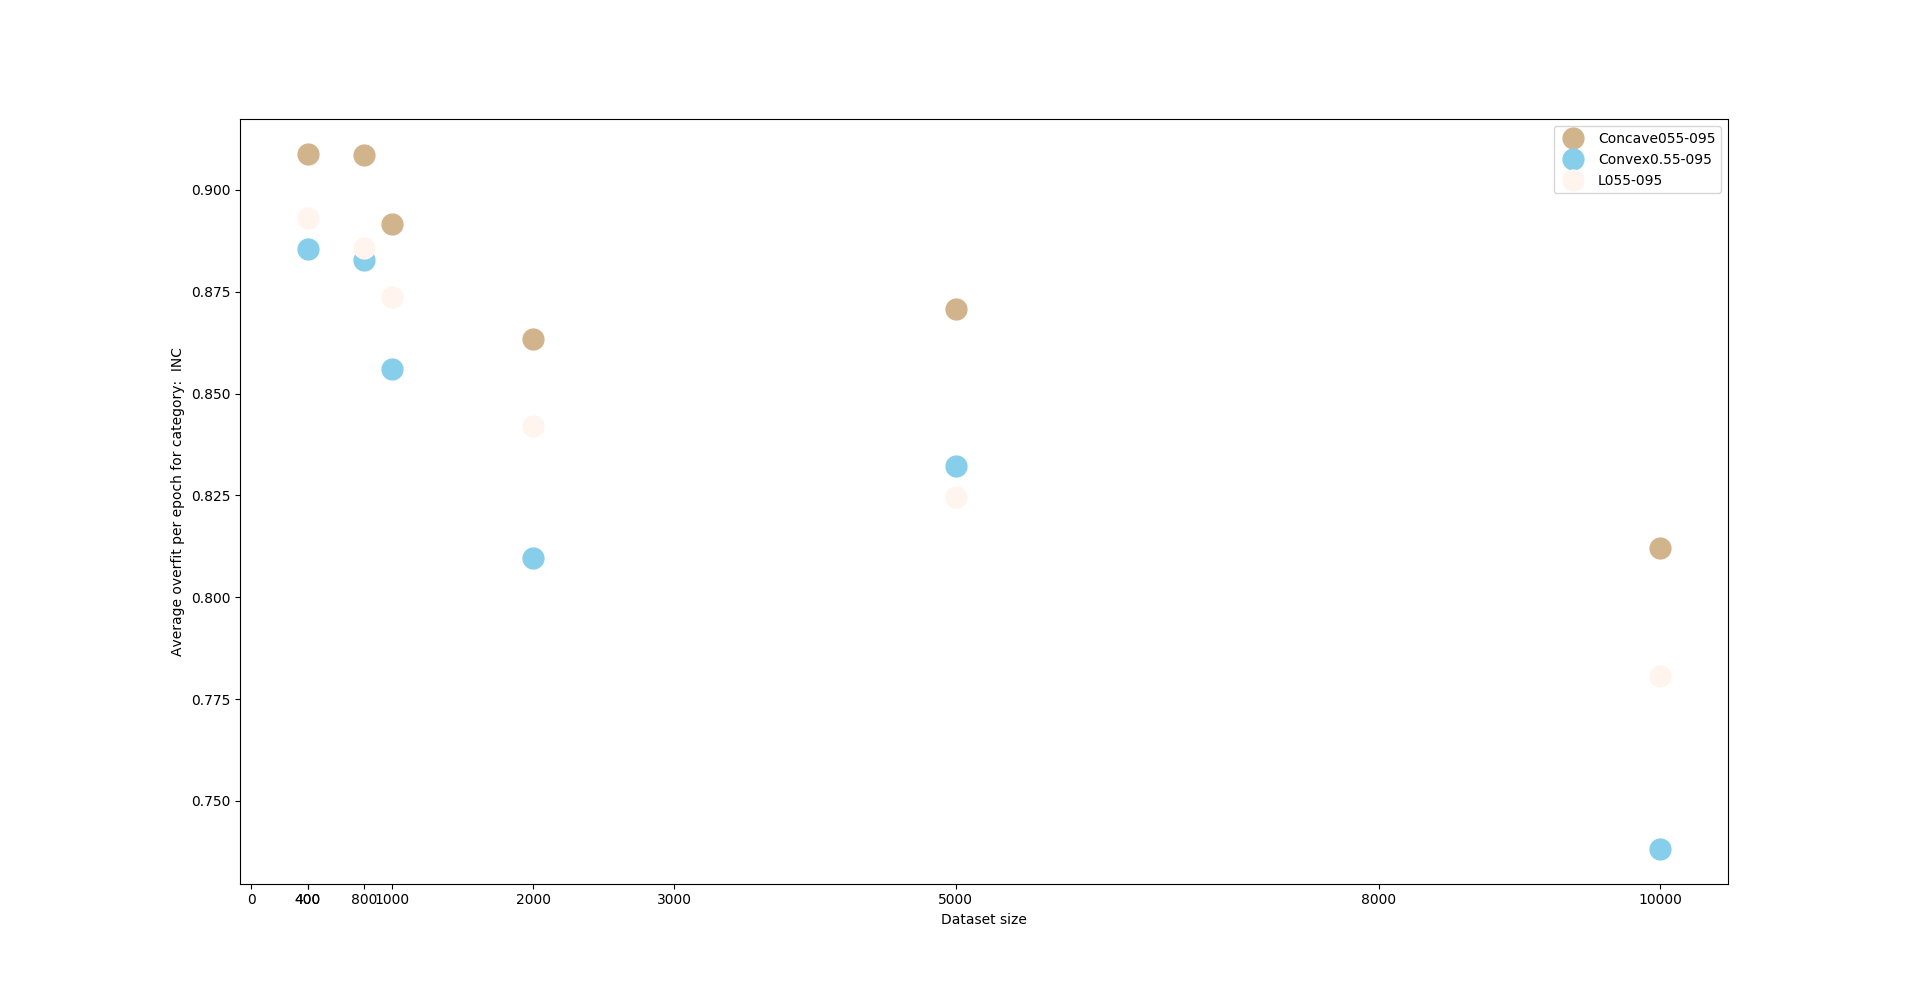 Concave055-095
Convex0.55-095
L055-095
0.900
0.875
0.850
0.825
0.800
0.775
0.750
Average overfit per epoch for category:  INC
0 400 800 1000 2000 3000 5000 8000 10000
Dataset size